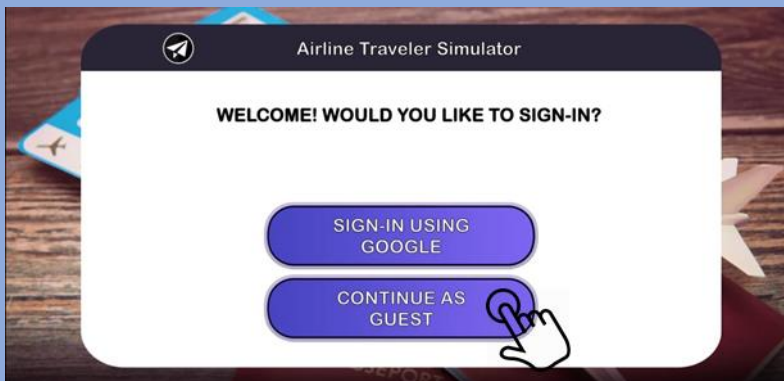 Airline Traveler Simulator
WELCOME! WOULD YOU LIKE TO SIGN-IN?
SIGN-IN USING
GOOGLE
CONTINUE AS
GUEST